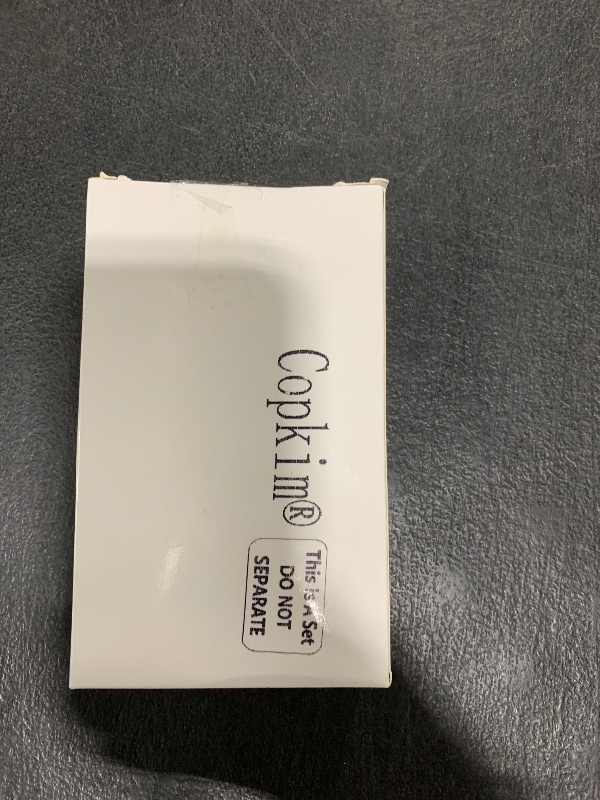 Copkim®
This is A Set
DO NOT
SEPARATE